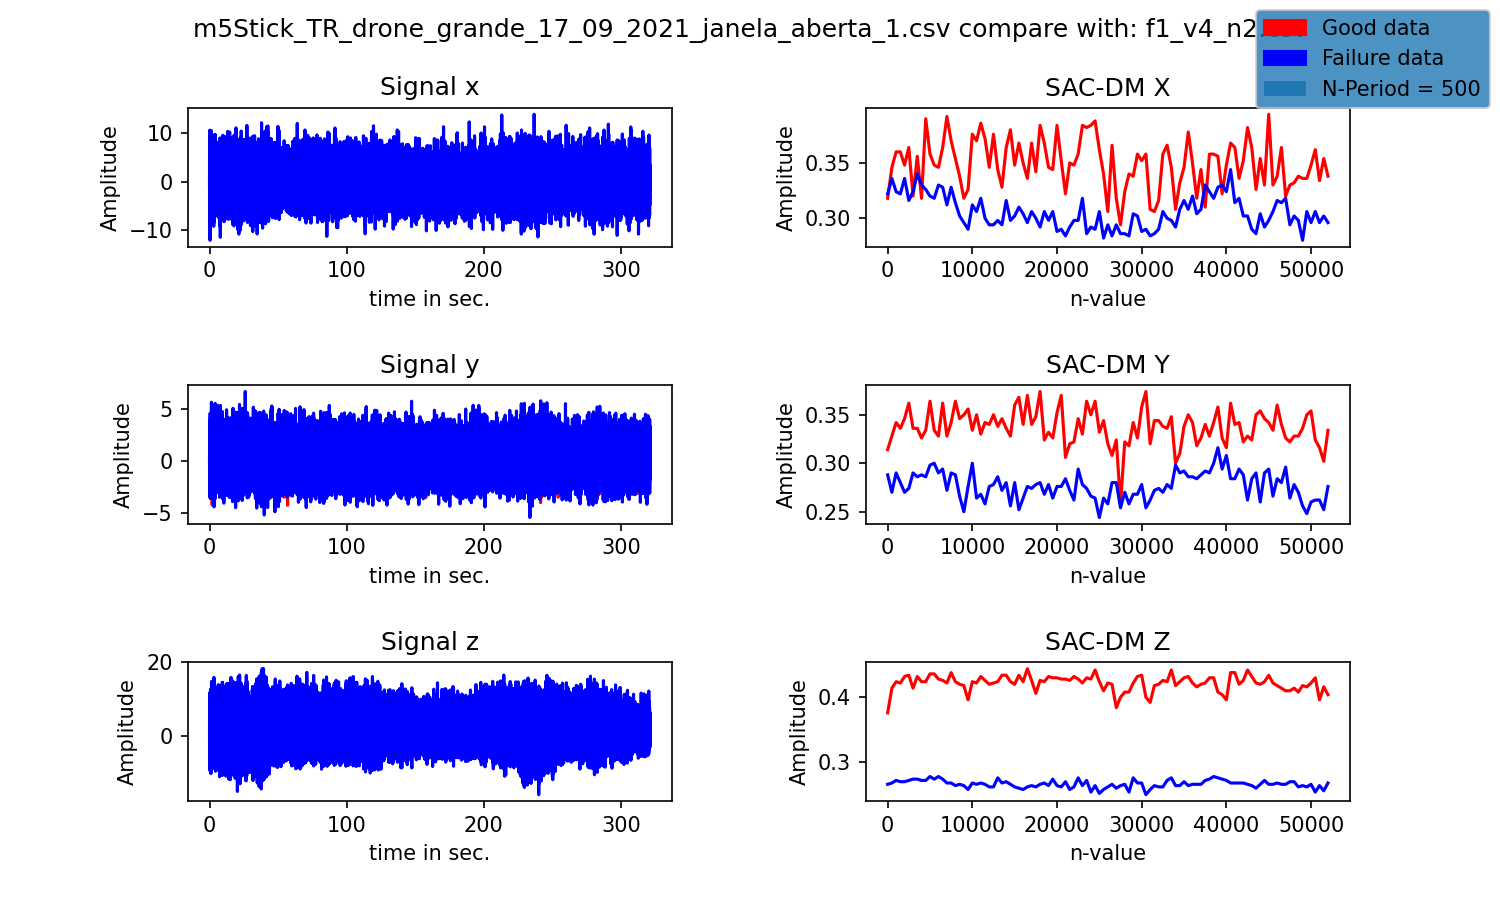 m5Stick_TR_drone_grande_17_09_2021_janela_aberta_1.csv compare with: f1_v4_n2
Good data
Failure data
N-Period = 500
Signal x
Amplitude
10
0
−10
0 100 200 300
time in sec.
SAC-DM X
Amplitude
0.35
0.30
0 10000 20000 30000 40000 50000
n-value
Signal y
Amplitude
5
0
−5
0 100 200 300
time in sec.
SAC-DM Y
Amplitude
0.35
0.30
0.25
0 10000 20000 30000 40000 50000
n-value
Signal z
Amplitude
20
0
0 100 200 300
time in sec.
SAC-DM Z
Amplitude
0.4
0.3
0 10000 20000 30000 40000 50000
n-value